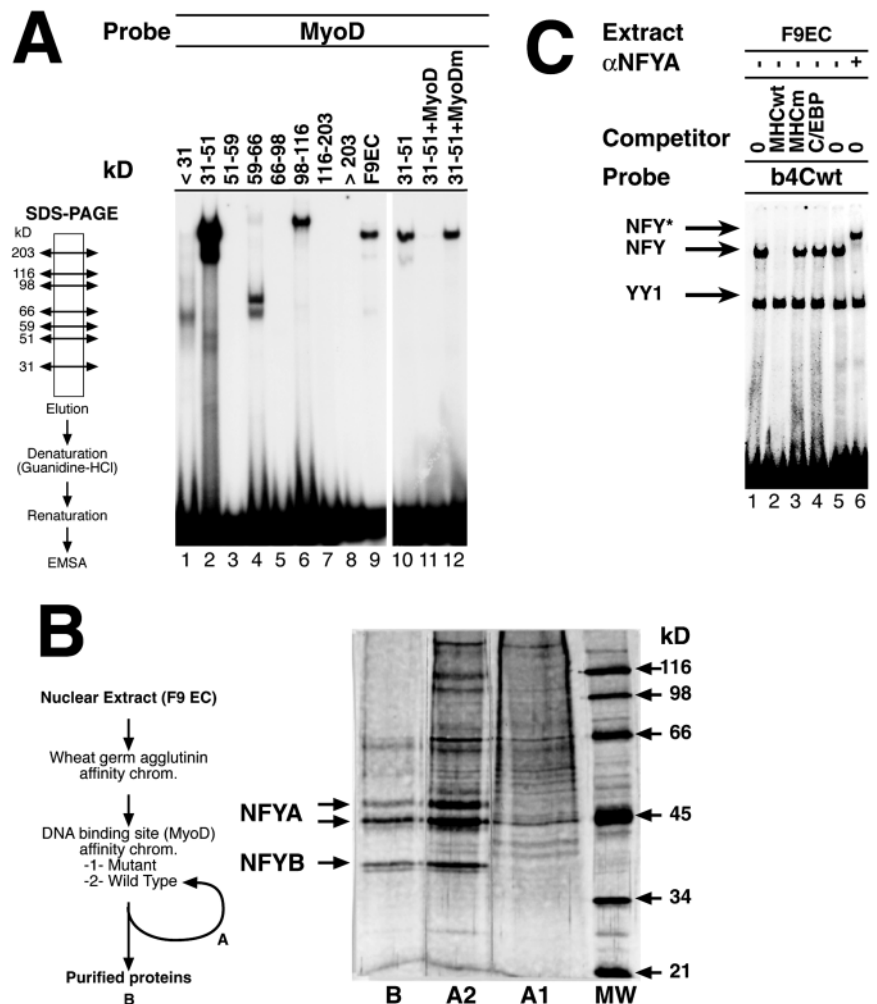 A
Probe
MyoD
kD
< 31
31-51
51-59
59-66
66-98
98-116
116-203
> 203
F9EC
31-51
31-51+MyoD
31-51+MyoDm
SDS-PAGE
kD
203
116
98
66
59
51
31
Elution
Denaturation
(Guanidine-HCl)
Renaturation
EMSA
1 2 3 4 5 6 7 8 9 10 11 12
C
Extract
F9EC
αNFYA
- - - - - +
Competitor
0
MHCwt
MHCm
C/EBP
0
0
Probe
b4Cwt
NFY*
NFY
YY1
1 2 3 4 5 6
B
Nuclear Extract (F9 EC)
Wheat germ agglutinin
affinity chrom.
DNA binding site (MyoD)
affinity chrom.
-1- Mutant
-2- Wild Type
A
Purified proteins
B
NFYA
NFYB
kD
116
98
66
45
34
21
B A2 A1 MW